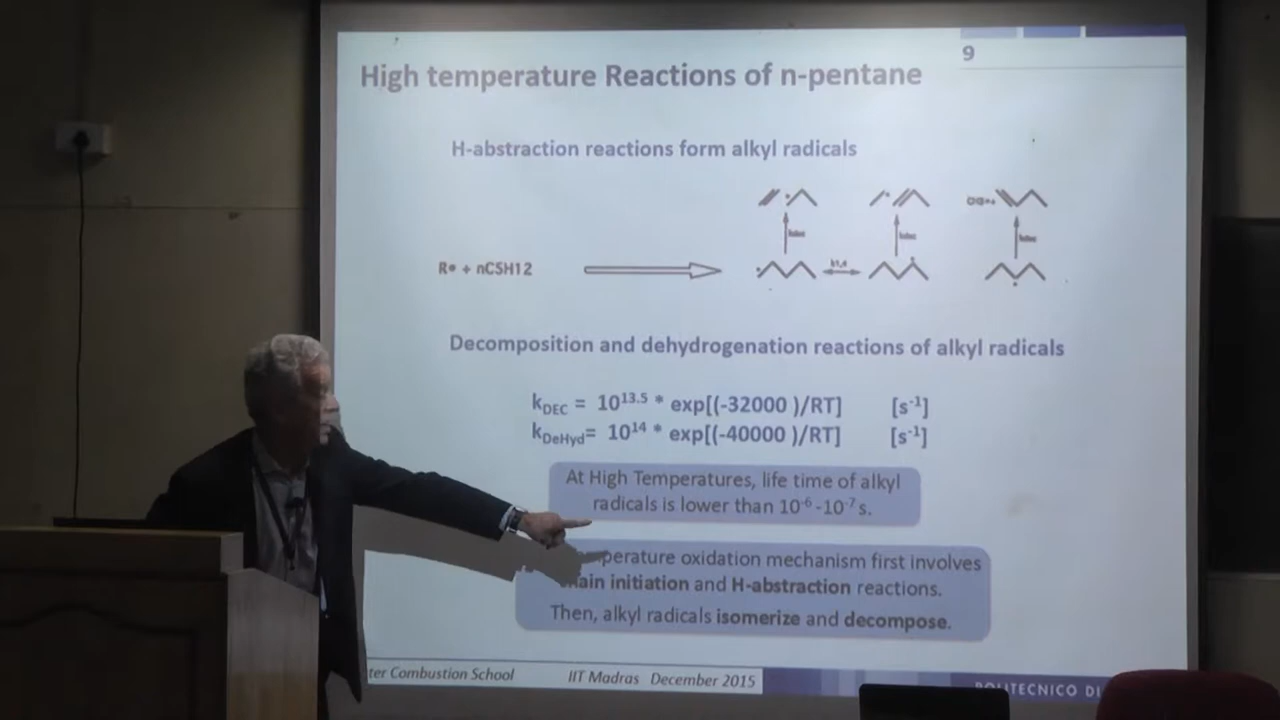 9
High temperature Reactions of n-pentane
H-abstraction reactions form alkyl radicals
R• + nC5H12
Decomposition and dehydrogenation reactions of alkyl radicals
kDEC = 10^13.5 * exp[(-32000 )/RT] [s^-1]
kDeHyd= 10^14 * exp[(-40000 )/RT] [s^-1]
At High Temperatures, life time of alkyl
radicals is lower than 10^-6 -10^-7 s.
perature oxidation mechanism first involves
ain initiation and H-abstraction reactions.
Then, alkyl radicals isomerize and decompose.
ter Combustion School IIT Madras December 2015
POLITECNICO DI